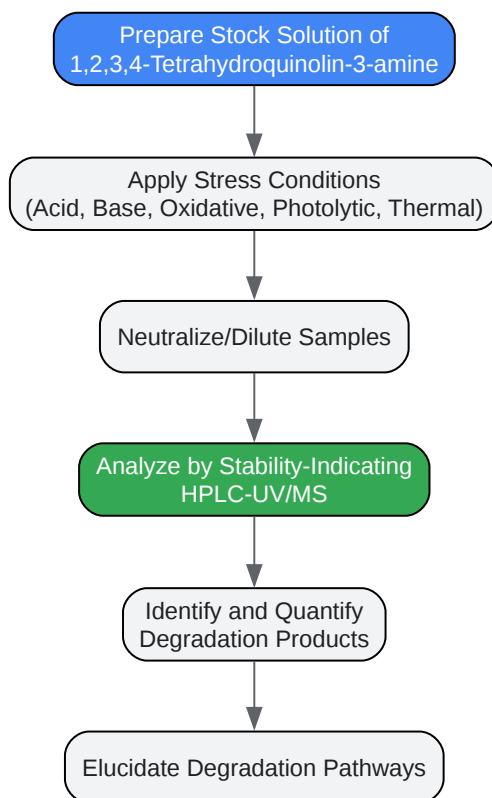 Prepare Stock Solution of
1,2,3,4-Tetrahydroquinolin-3-amine
Apply Stress Conditions
(Acid, Base, Oxidative, Photolytic, Thermal)
Neutralize/Dilute Samples
Analyze by Stability-Indicating
HPLC-UV/MS
Identify and Quantify
Degradation Products
Elucidate Degradation Pathways